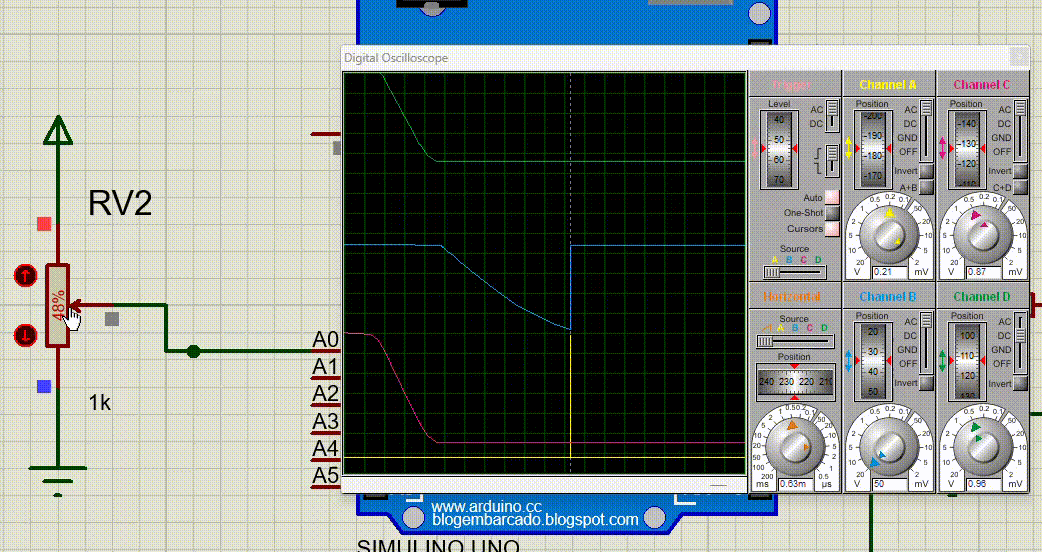 Digital Oscilloscope
RV2
48%
1k
A0
A1
A2
A3
A4
A5
Trigger
Level
AC
DC
40
50
60
70
Auto
One-Shot
Cursors
Source
A B C D
Channel A
Position
AC
DC
GND
OFF
Invert
A+B
-200
-190
-180
-170
V
0.21
mV
Channel C
Position
AC
DC
GND
OFF
Invert
C+D
-140
-130
-120
-110
V
0.87
mV
Horizontal
Source
A B C D
Position
240 230 220 210
ms
0.63m
µs
Channel B
Position
AC
DC
GND
OFF
Invert
20
30
40
50
V
50
mV
Channel D
Position
AC
DC
GND
OFF
Invert
100
110
120
130
V
0.96
mV
www.arduino.cc
blogembarcado.blogspot.com
SIMULINO UNO